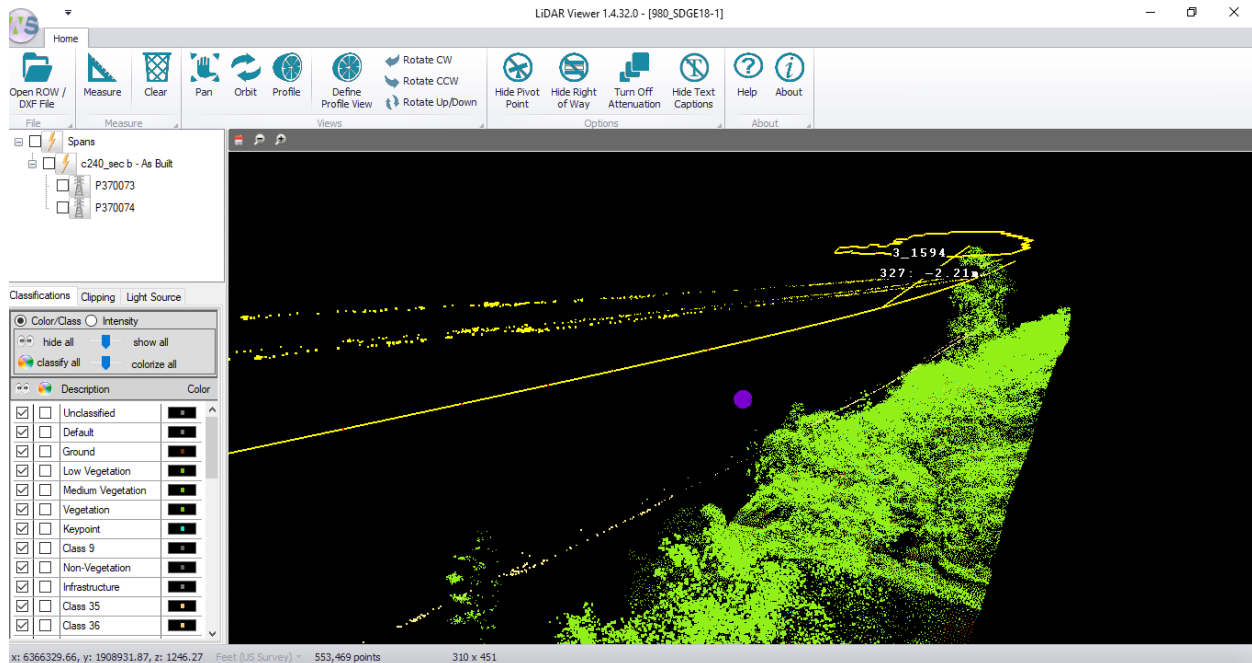 LiDAR Viewer 1.4.32.0 - [980_SDGE18-1]
Home
Open ROW / DXF File
Measure
Clear
Pan
Orbit
Profile
Define Profile View
Rotate CW
Rotate CCW
Rotate Up/Down
Hide Pivot Point
Hide Right of Way
Turn Off Attenuation
Hide Text Captions
Help
About
File
Measure
Views
Options
About
Spans
c240_sec b - As Built
P370073
P370074
3_1594
327: -2.21
Classifications Clipping Light Source
Color/Class Intensity
hide all show all
classify all colorize all
Description Color
Unclassified
Default
Ground
Low Vegetation
Medium Vegetation
Vegetation
Keypoint
Class 9
Non-Vegetation
Infrastructure
Class 35
Class 36
x: 6366329.66, y: 1908931.87, z: 1246.27 Feet (US Survey) 553,469 points 310 x 451